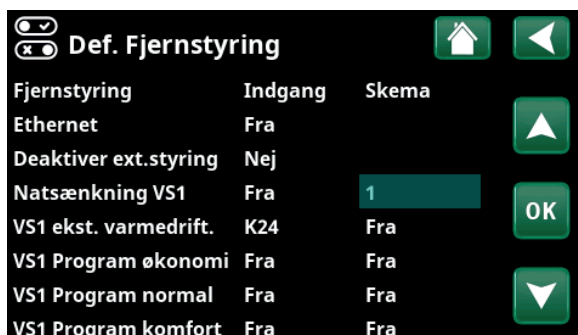 Def. Fjernstyring
Fjernstyring Indgang Skema
Ethernet Fra
Deaktiver ext.styring Nej
Natsænkning VS1 Fra 1
VS1 ekst. varmedrift. K24 Fra
OK
VS1 Program økonomi Fra Fra
VS1 Program normal Fra Fra
VS1 Program komfort Fra Fra